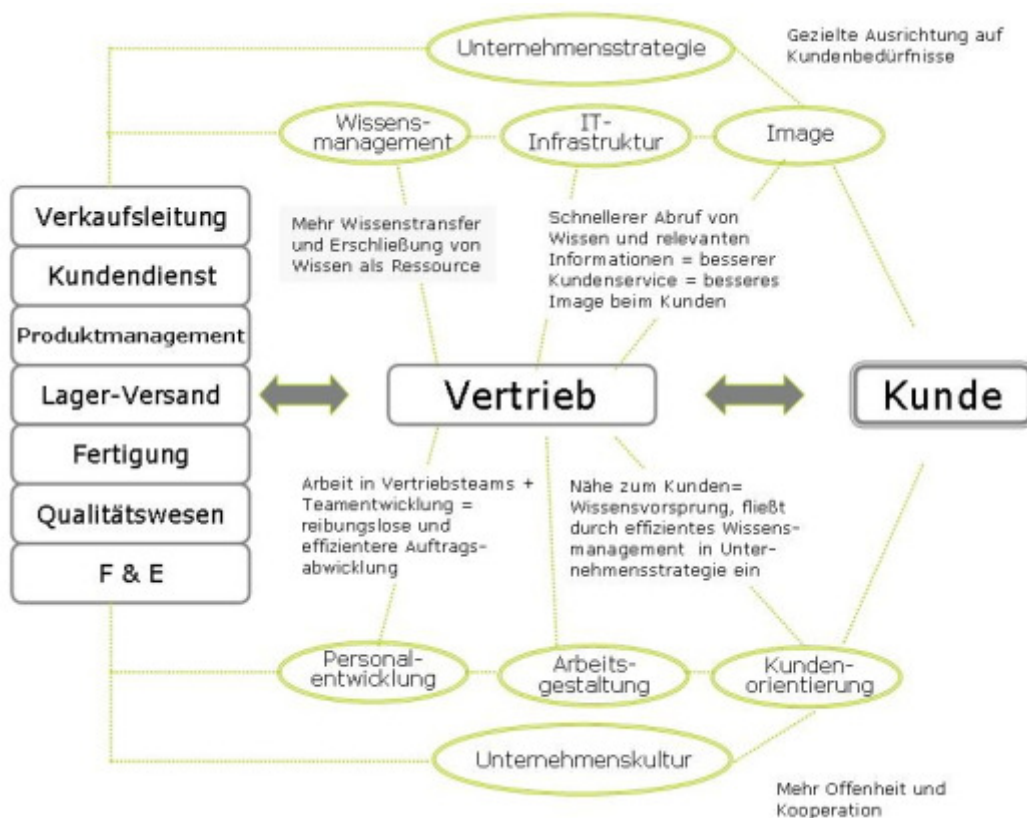 Unternehmensstrategie
Gezielte Ausrichtung auf
Kundenbedürfnisse
Wissens-
management
IT-
Infrastruktur
Image
Verkaufsleitung
Kundendienst
Produktmanagement
Lager-Versand
Fertigung
Qualitätswesen
F & E
Mehr Wissenstransfer
und Erschließung von
Wissen als Ressource
Schnellerer Abruf von
Wissen und relevanten
Informationen = besserer
Kundenservice = besseres
Image beim Kunden
Vertrieb
Kunde
Arbeit in Vertriebsteams +
Teamentwicklung =
reibungslose und
effizientere Auftrags-
abwicklung
Nähe zum Kunden=
Wissensvorsprung, fließt
durch effizientes Wissens-
management in Unter-
nehmensstrategie ein
Personal-
entwicklung
Arbeits-
gestaltung
Kunden-
orientierung
Unternehmenskultur
Mehr Offenheit und
Kooperation